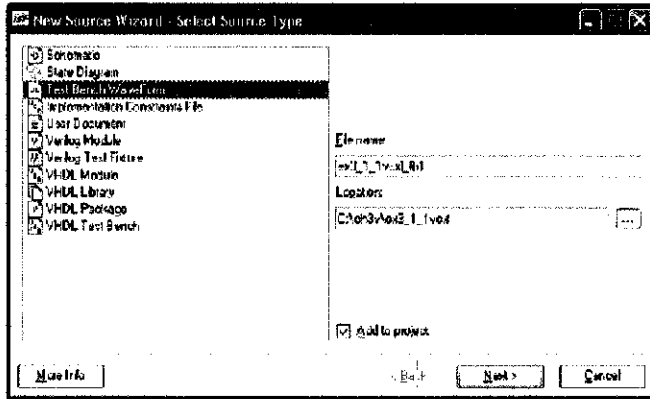 New Source Wizard - Select Source Type
Schematic
State Diagram
Test Bench WaveForm
Implementation Constraints File
User Document
Verilog Module
Verilog Test Fixture
VHDL Module
VHDL Library
VHDL Package
VHDL Test Bench
File name:
Location:
...
Add to project
More Info
< Back
Next >
Cancel